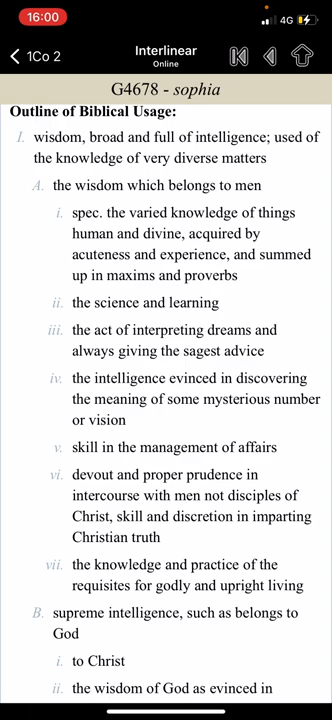 16:00
4G
1Co 2
Interlinear
Online
G4678 - sophia
Outline of Biblical Usage:
I. wisdom, broad and full of intelligence; used of
the knowledge of very diverse matters
A. the wisdom which belongs to men
i. spec. the varied knowledge of things
human and divine, acquired by
acuteness and experience, and summed
up in maxims and proverbs
ii. the science and learning
iii. the act of interpreting dreams and
always giving the sagest advice
iv. the intelligence evinced in discovering
the meaning of some mysterious number
or vision
v. skill in the management of affairs
vi. devout and proper prudence in
intercourse with men not disciples of
Christ, skill and discretion in imparting
Christian truth
vii. the knowledge and practice of the
requisites for godly and upright living
B. supreme intelligence, such as belongs to
God
i. to Christ
ii. the wisdom of God as evinced in